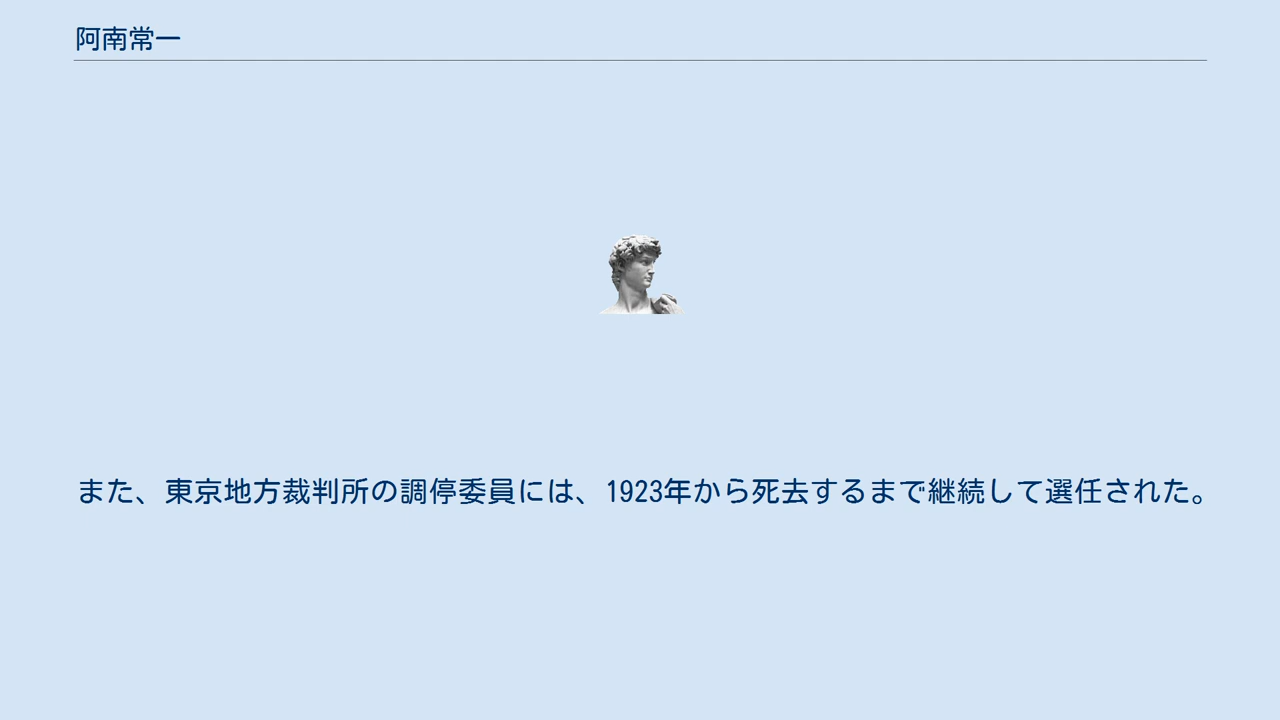 阿南常一
また、東京地方裁判所の調停委員には、1923年から死去するまで継続して選任された。